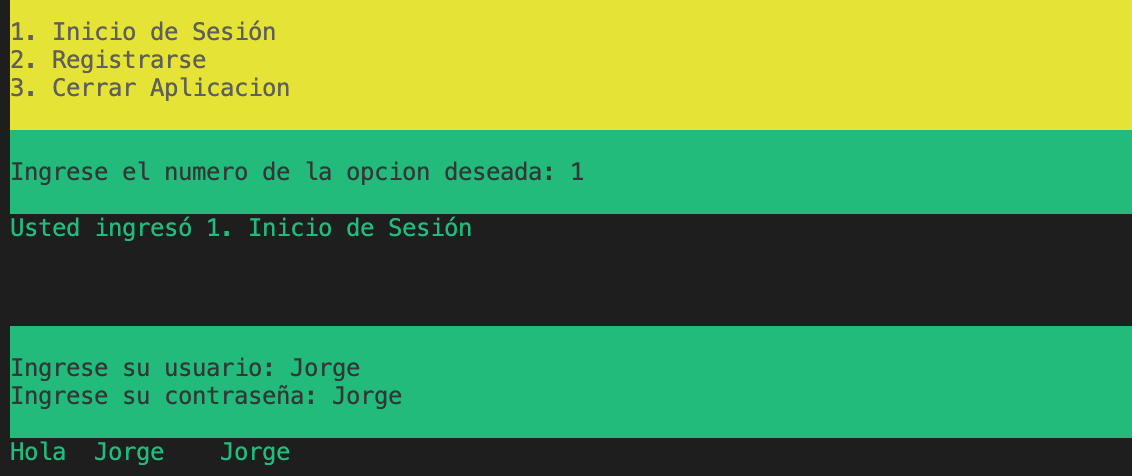 1. Inicio de Sesión
2. Registrarse
3. Cerrar Aplicacion
Ingrese el numero de la opcion deseada: 1
Usted ingresó 1. Inicio de Sesión
Ingrese su usuario: Jorge
Ingrese su contraseña: Jorge
Hola  Jorge    Jorge